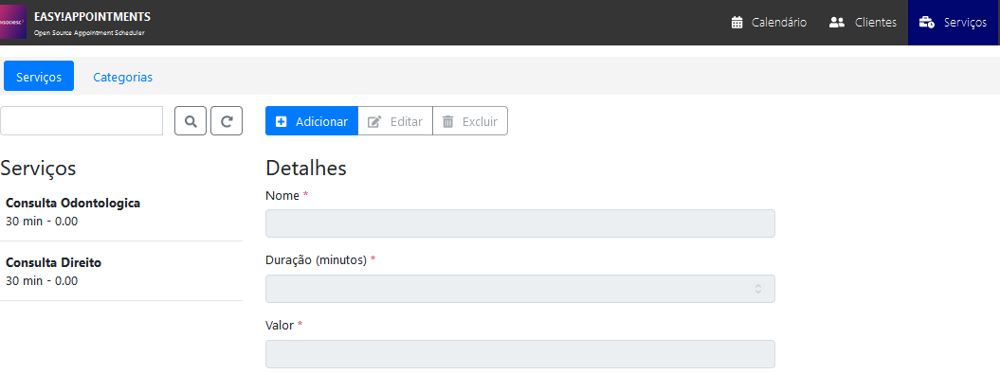 EASY!APPOINTMENTS
Open Source Appointment Scheduler
Calendário
Clientes
Serviços
Serviços
Categorias
Adicionar
Editar
Excluir
Serviços
Consulta Odontologica
30 min - 0.00
Consulta Direito
30 min - 0.00
Detalhes
Nome *
Duração (minutos) *
Valor *